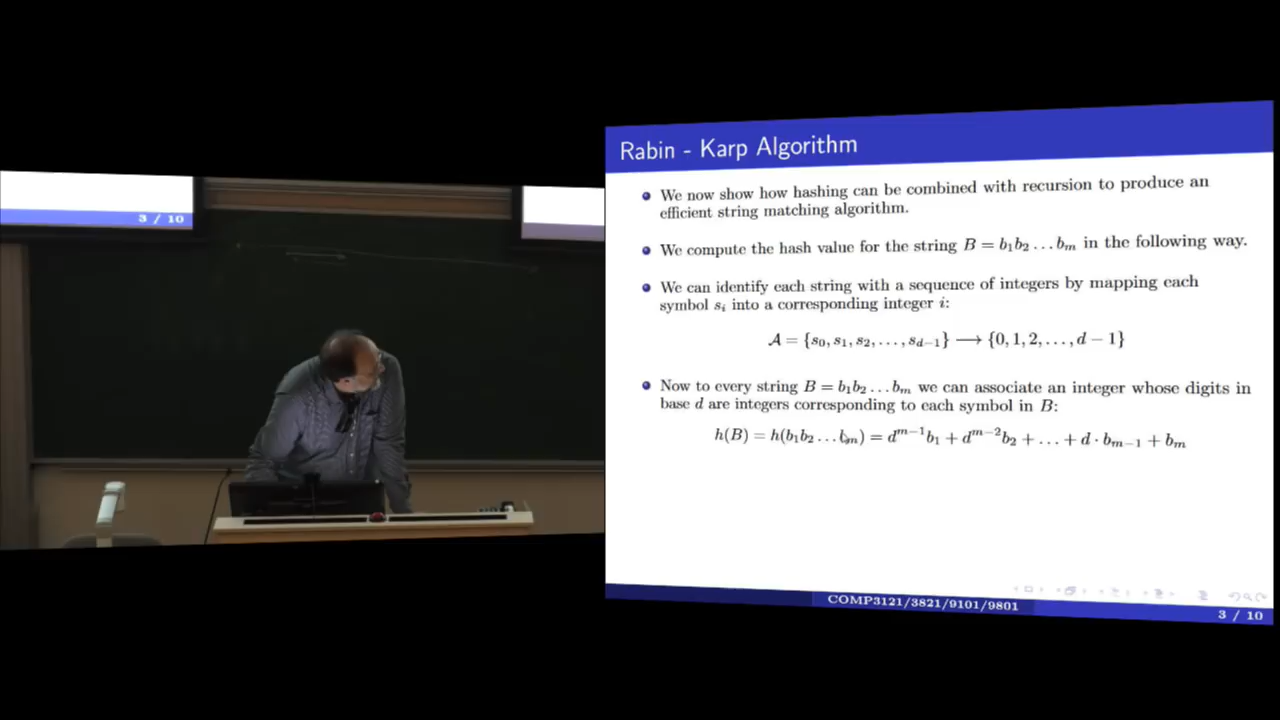 3 / 10
Rabin - Karp Algorithm
We now show how hashing can be combined with recursion to produce an
efficient string matching algorithm.
We compute the hash value for the string B = b₁b₂ … bₘ in the following way.
We can identify each string with a sequence of integers by mapping each
symbol sᵢ into a corresponding integer i:
𝒜 = {s₀, s₁, s₂, …, s_{d−1}} ⟶ {0, 1, 2, …, d − 1}
Now to every string B = b₁b₂ … bₘ we can associate an integer whose digits in
base d are integers corresponding to each symbol in B:
h(B) = h(b₁b₂ … bₘ) = d^{m−1}b₁ + d^{m−2}b₂ + … + d · b_{m−1} + bₘ
COMP3121/3821/9101/9801
3 / 10